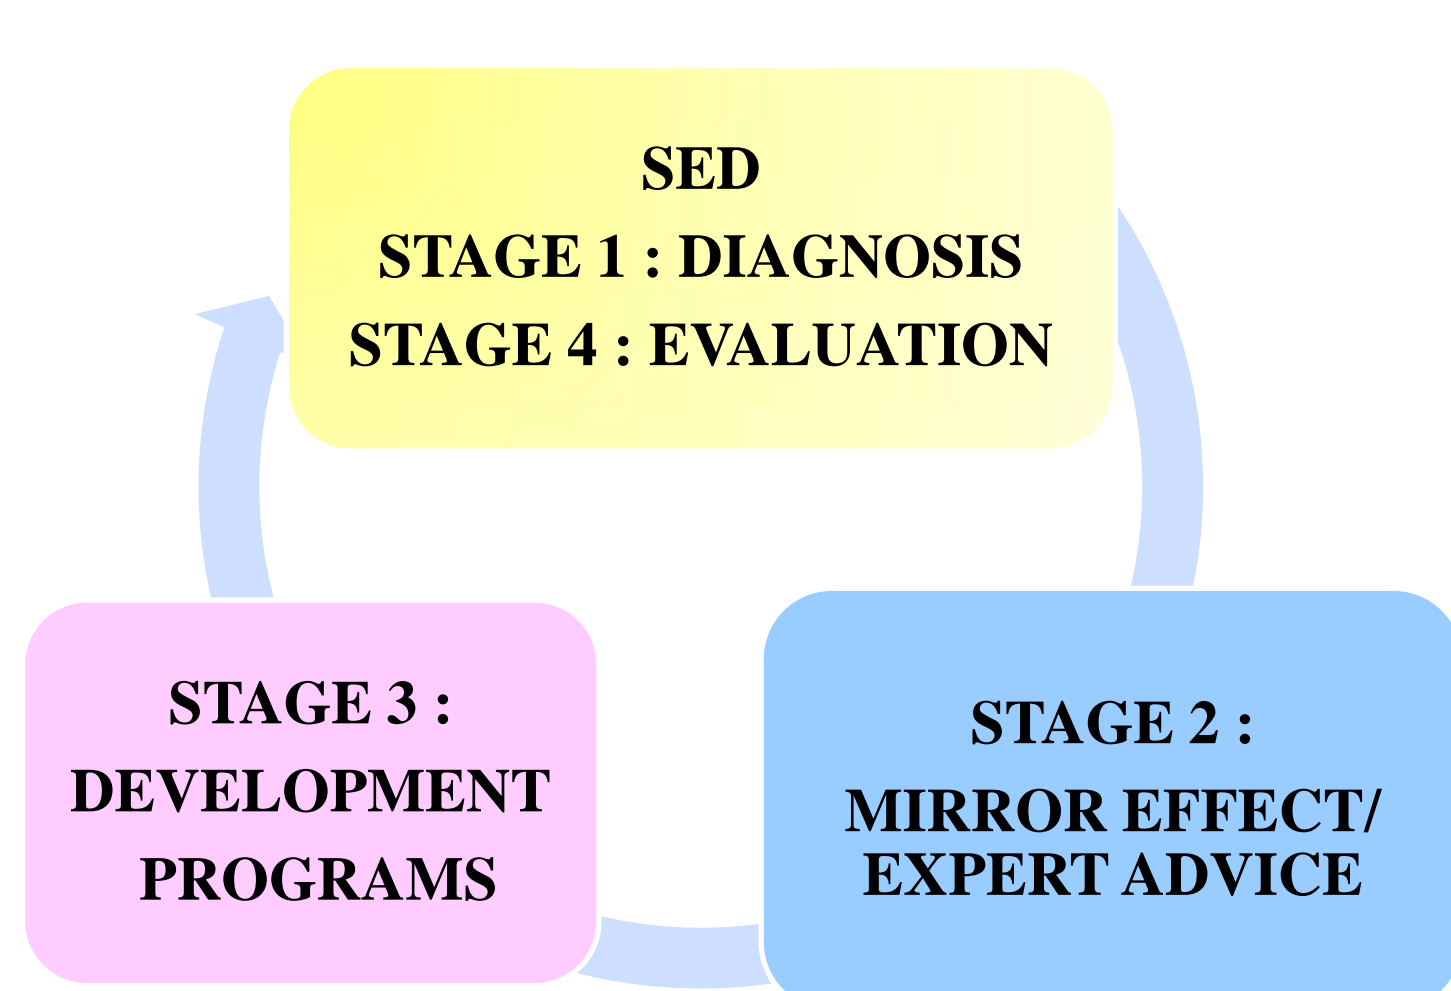 SED
STAGE 1 : DIAGNOSIS
STAGE 4 : EVALUATION
STAGE 3 :
DEVELOPMENT
PROGRAMS
STAGE 2 :
MIRROR EFFECT/
EXPERT ADVICE